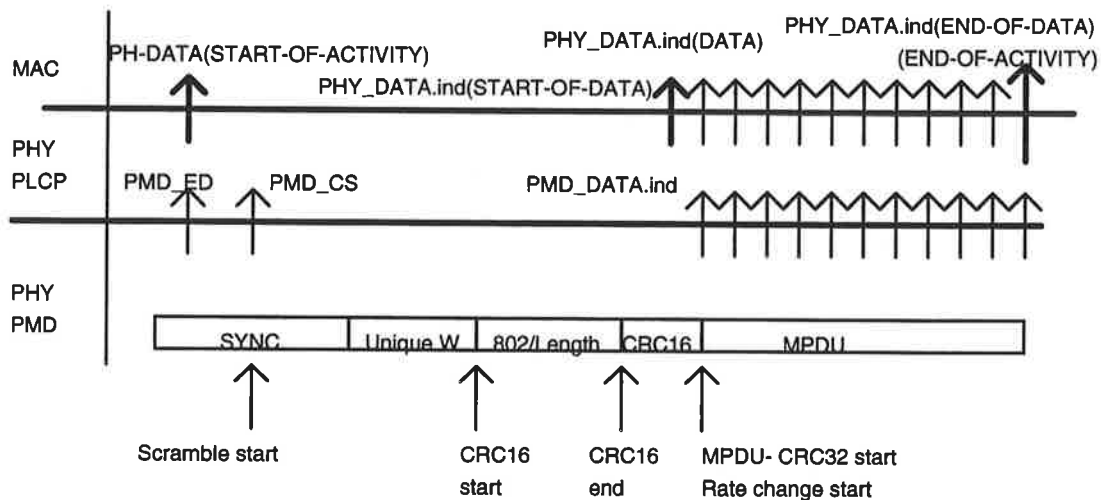 PHY_DATA.ind(DATA)
PHY_DATA.ind(END-OF-DATA)
PH-DATA(START-OF-ACTIVITY)
(END-OF-ACTIVITY)
MAC
PHY_DATA.ind(START-OF-DATA)
PHY
PLCP
PMD_ED
PMD_CS
PMD_DATA.ind
PHY
PMD
SYNC
Unique W
802/Length
CRC16
MPDU
Scramble start
CRC16
start
CRC16
end
MPDU- CRC32 start
Rate change start